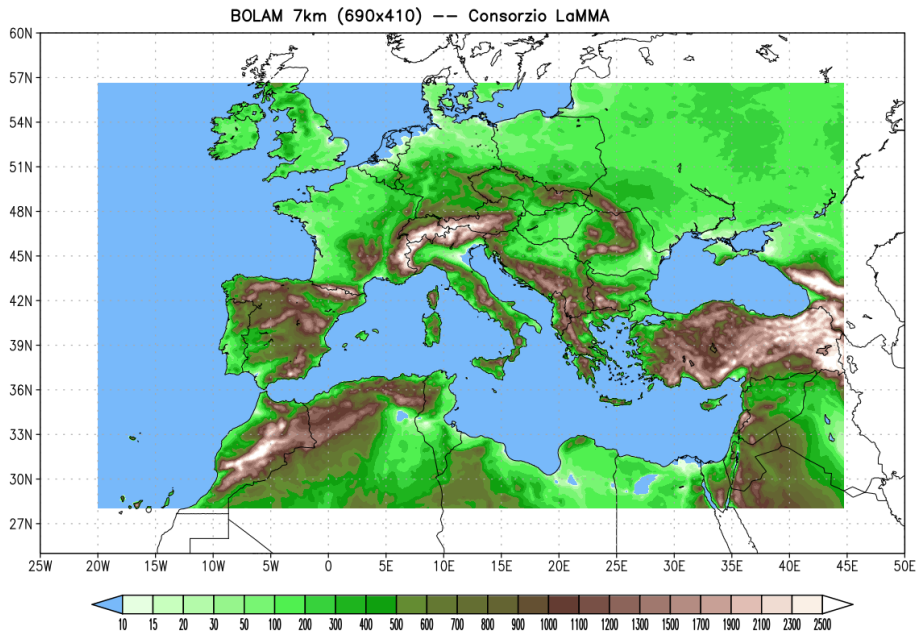 BOLAM 7km (690x410) -- Consorzio LaMMA
60N
57N
54N
51N
48N
45N
42N
39N
36N
33N
30N
27N
25W 20W 15W 10W 5W 0 5E 10E 15E 20E 25E 30E 35E 40E 45E 50E
10 15 20 30 50 100 200 300 400 500 600 700 800 900 1000 1100 1200 1300 1500 1700 1900 2100 2300 2500